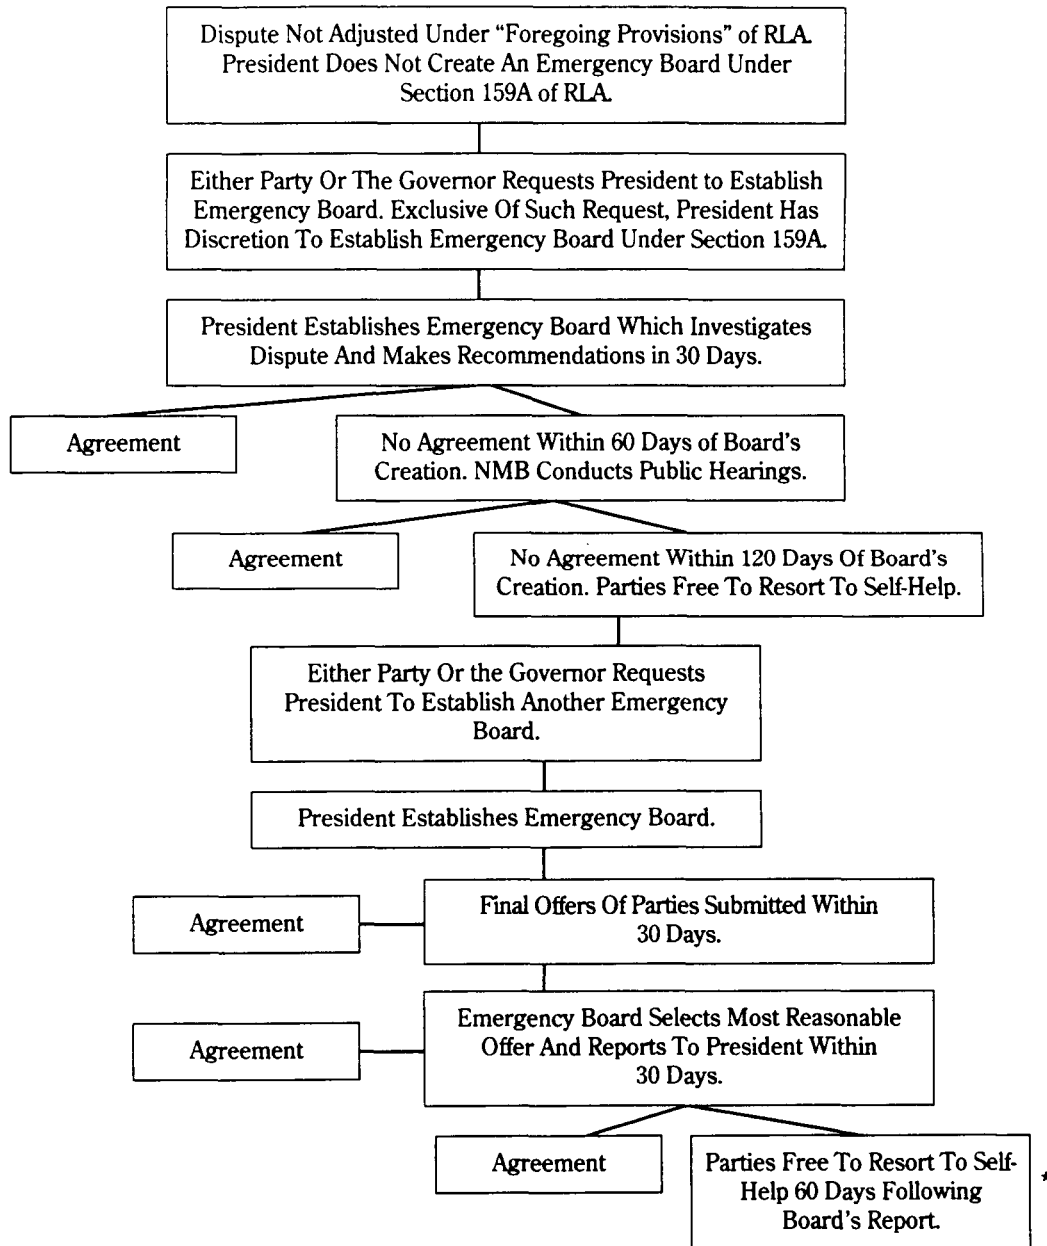 Dispute Not Adjusted Under “Foregoing Provisions” of RLA.
President Does Not Create An Emergency Board Under
Section 159A of RLA.
Either Party Or The Governor Requests President to Establish
Emergency Board. Exclusive Of Such Request, President Has
Discretion To Establish Emergency Board Under Section 159A.
President Establishes Emergency Board Which Investigates
Dispute And Makes Recommendations in 30 Days.
Agreement
No Agreement Within 60 Days of Board's
Creation. NMB Conducts Public Hearings.
Agreement
No Agreement Within 120 Days Of Board's
Creation. Parties Free To Resort To Self-Help.
Either Party Or the Governor Requests
President To Establish Another Emergency
Board.
President Establishes Emergency Board.
Agreement
Final Offers Of Parties Submitted Within
30 Days.
Agreement
Emergency Board Selects Most Reasonable
Offer And Reports To President Within
30 Days.
Agreement
Parties Free To Resort To Self-
Help 60 Days Following
Board's Report.
*